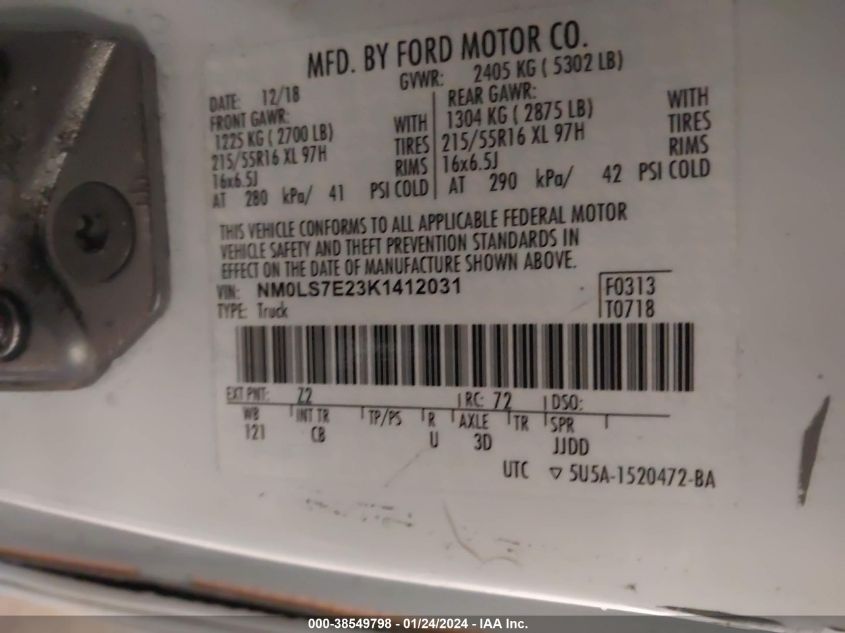 MFD. BY FORD MOTOR CO.
DATE: 12/18
GVWR: 2405 KG ( 5302 LB)
FRONT GAWR:
1225 KG ( 2700 LB) WITH
215/55R16 XL 97H TIRES
16x6.5J RIMS
AT 280 kPa/ 41 PSI COLD
REAR GAWR:
1304 KG ( 2875 LB) WITH
215/55R16 XL 97H TIRES
16x6.5J RIMS
AT 290 kPa/ 42 PSI COLD
THIS VEHICLE CONFORMS TO ALL APPLICABLE FEDERAL MOTOR
VEHICLE SAFETY AND THEFT PREVENTION STANDARDS IN
EFFECT ON THE DATE OF MANUFACTURE SHOWN ABOVE.
VIN: NM0LS7E23K1412031
TYPE: Truck
F0313
T0718
EXT PNT: Z2 RC: 72 DSO:
WB INT TR TP/PS R AXLE TR SPR
121 CB U 3D JJDD
UTC ▽ 5U5A-1520472-BA
000-38549798 - 01/24/2024 - IAA Inc.